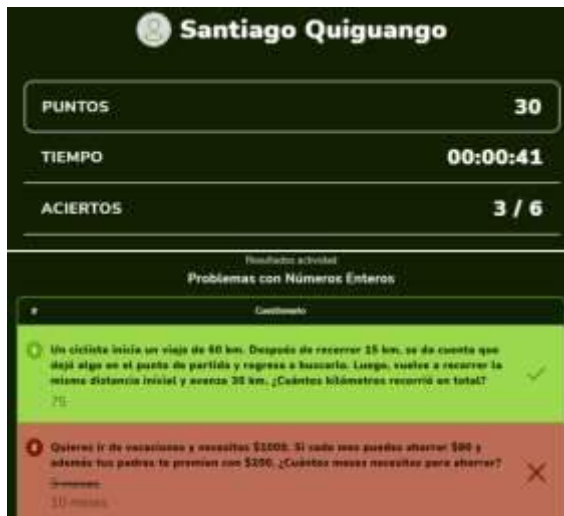 Santiago Quiguango
PUNTOS 30
TIEMPO 00:00:41
ACIERTOS 3 / 6
Resultados actividad
Problemas con Números Enteros
# Cuestionario
Un ciclista inicia un viaje de 60 km. Después de recorrer 15 km, se da cuenta que
dejó algo en el punto de partida y regresa a buscarlo. Luego, vuelve a recorrer la
misma distancia inicial y avanza 30 km. ¿Cuántos kilómetros recorrió en total?
75
Quieres ir de vacaciones y necesitas $1000. Si cada mes puedes ahorrar $80 y
además tus padres te premian con $200. ¿Cuántos meses necesitas para ahorrar?
meses
10 meses